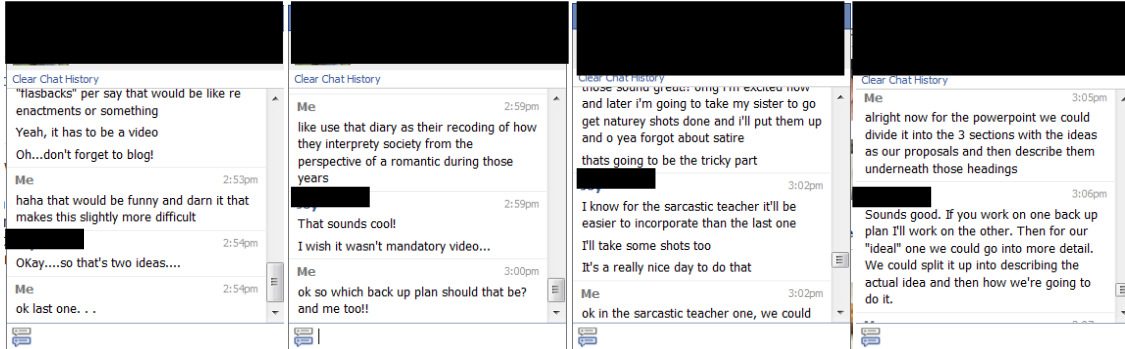 Clear Chat History
"flasbacks" per say that would be like re
enactments or something
Yeah, it has to be a video
Oh...don't forget to blog!
Me 2:53pm
haha that would be funny and darn it that
makes this slightly more difficult
2:54pm
OKay....so that's two ideas....
Me 2:54pm
ok last one. . .
Clear Chat History
Me 2:59pm
like use that diary as their recoding of how
they interprety society from the
perspective of a romantic during those
years
2:59pm
That sounds cool!
I wish it wasn't mandatory video...
Me 3:00pm
ok so which back up plan should that be?
and me too!!
Clear Chat History
those sound great!! omg i'm excited now
and later i'm going to take my sister to go
get naturey shots done and i'll put them up
and o yea forgot about satire
thats going to be the tricky part
3:02pm
I know for the sarcastic teacher it'll be
easier to incorporate than the last one
I'll take some shots too
It's a really nice day to do that
Me 3:02pm
ok in the sarcastic teacher one, we could
Clear Chat History
Me 3:05pm
alright now for the powerpoint we could
divide it into the 3 sections with the ideas
as our proposals and then describe them
underneath those headings
3:06pm
Sounds good. If you work on one back up
plan I'll work on the other. Then for our
"ideal" one we could go into more detail.
We could split it up into describing the
actual idea and then how we're going to
do it.